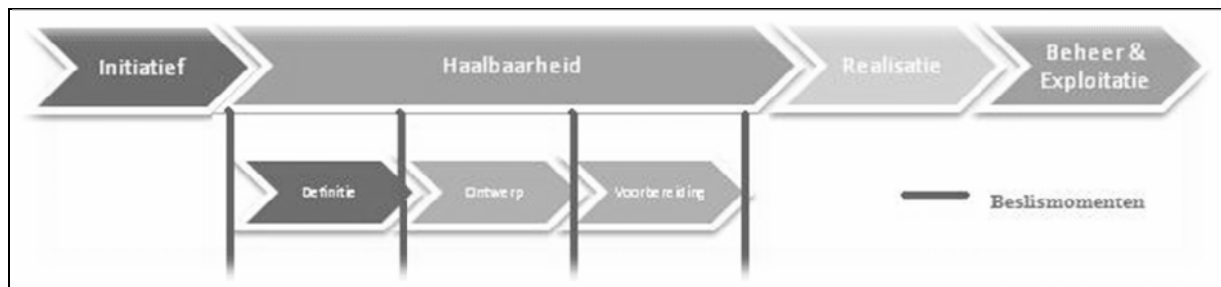 Initiatief
Haalbaarheid
Realisatie
Beheer &
Exploitatie
Definitie
Ontwerp
Voorbereiding
Beslismomenten